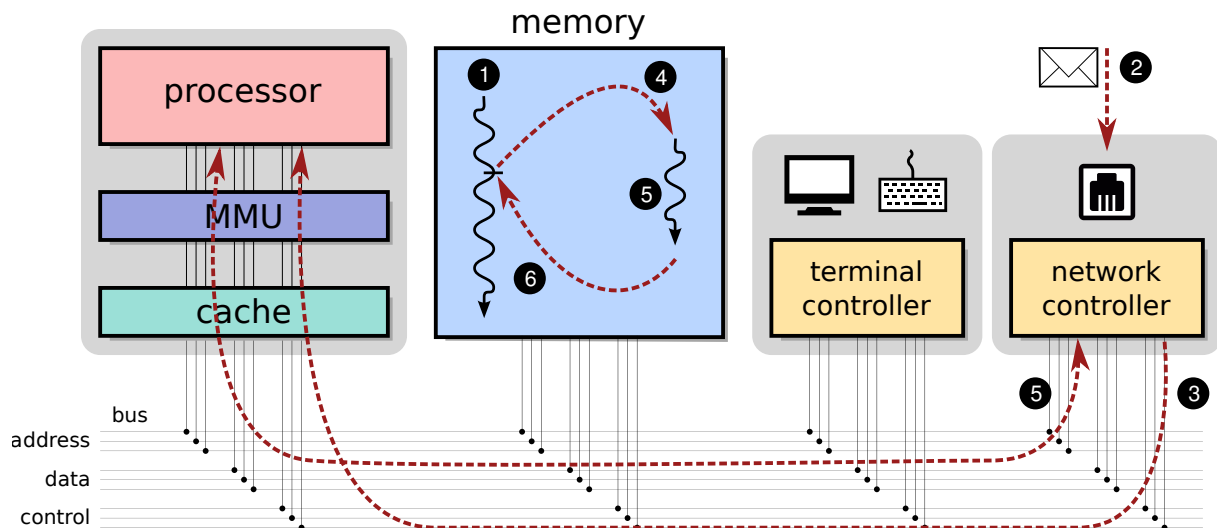 memory
processor
MMU
cache
1
4
5
6
2
terminal
controller
network
controller
5
3
bus
address
data
control